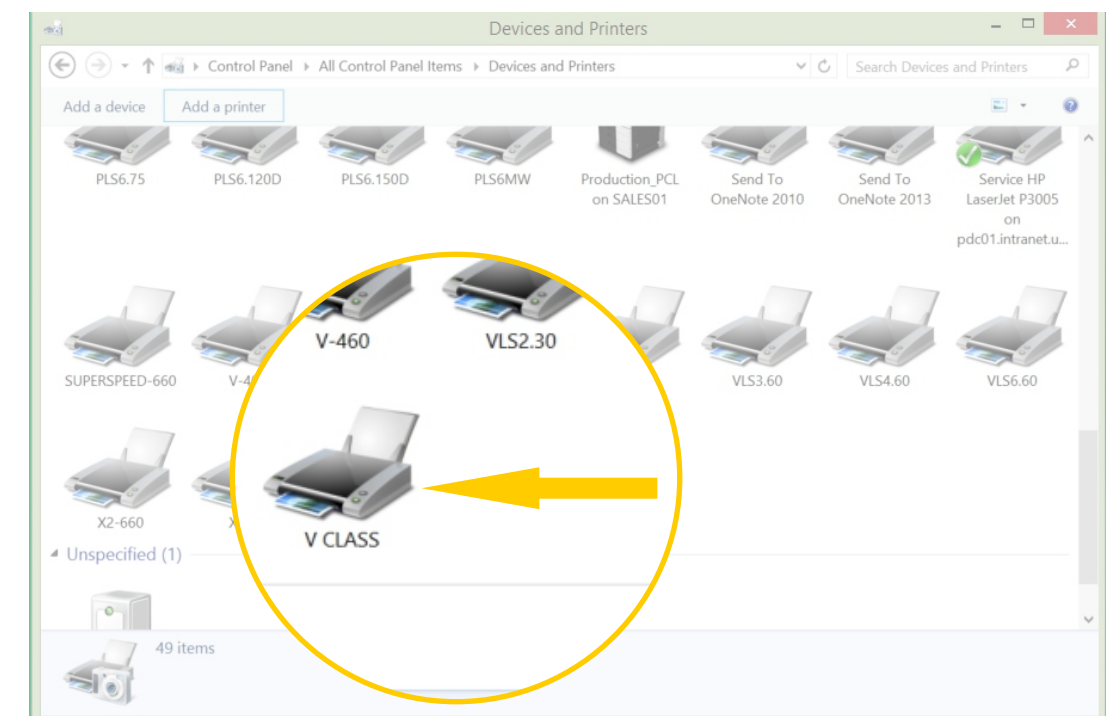 Devices and Printers
Control Panel All Control Panel Items Devices and Printers
Search Devices and Printers
Add a device Add a printer
PLS6.75 PLS6.120D PLS6.150D PLS6MW Production_PCL on SALES01 Send To OneNote 2010 Send To OneNote 2013 Service HP LaserJet P3005 on pdc01.intranet.u...
V-460 VLS2.30
SUPERSPEED-660 V-4 VLS3.60 VLS4.60 VLS6.60
X2-660 X
V CLASS
Unspecified (1)
49 items